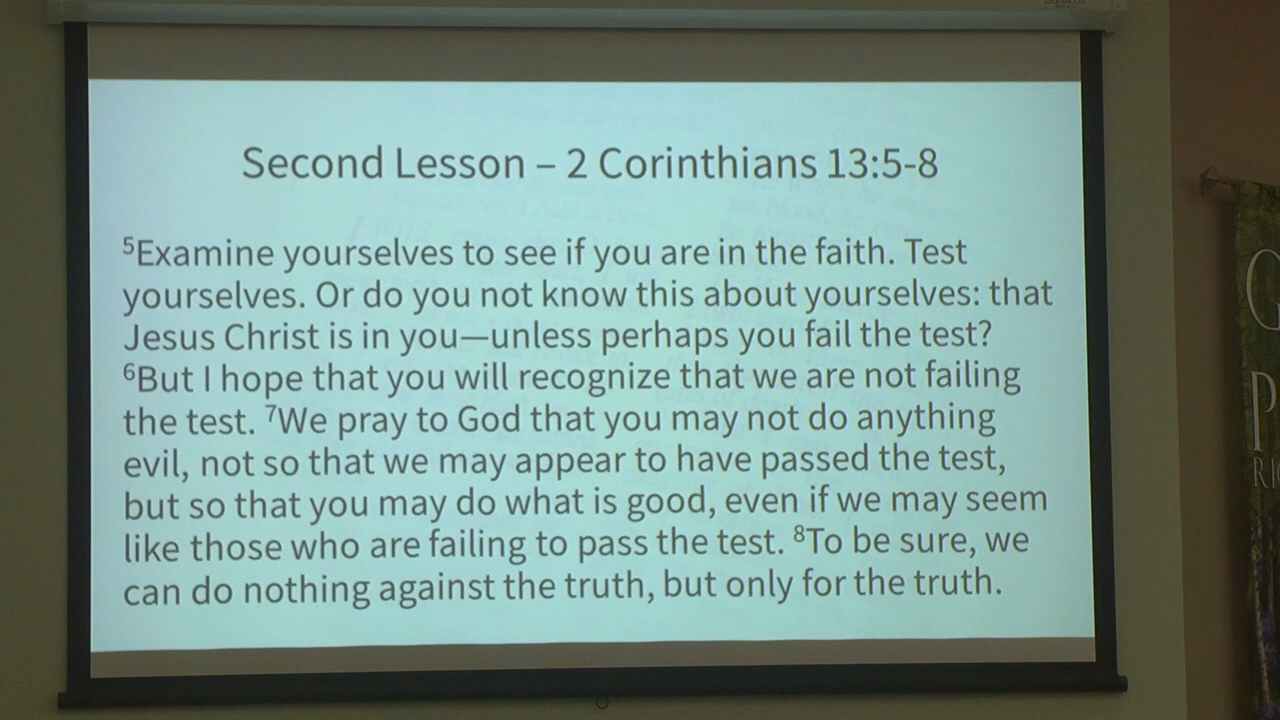 Second Lesson – 2 Corinthians 13:5-8
⁵Examine yourselves to see if you are in the faith. Test
yourselves. Or do you not know this about yourselves: that
Jesus Christ is in you—unless perhaps you fail the test?
⁶But I hope that you will recognize that we are not failing
the test. ⁷We pray to God that you may not do anything
evil, not so that we may appear to have passed the test,
but so that you may do what is good, even if we may seem
like those who are failing to pass the test. ⁸To be sure, we
can do nothing against the truth, but only for the truth.